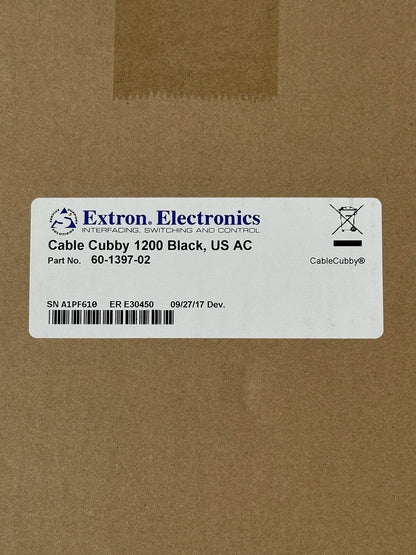 Extron® Electronics
INTERFACING, SWITCHING AND CONTROL
Cable Cubby 1200 Black, US AC
Part No. 60-1397-02
CableCubby®
SN A1PF610 ER E30450 09/27/17 Dev.